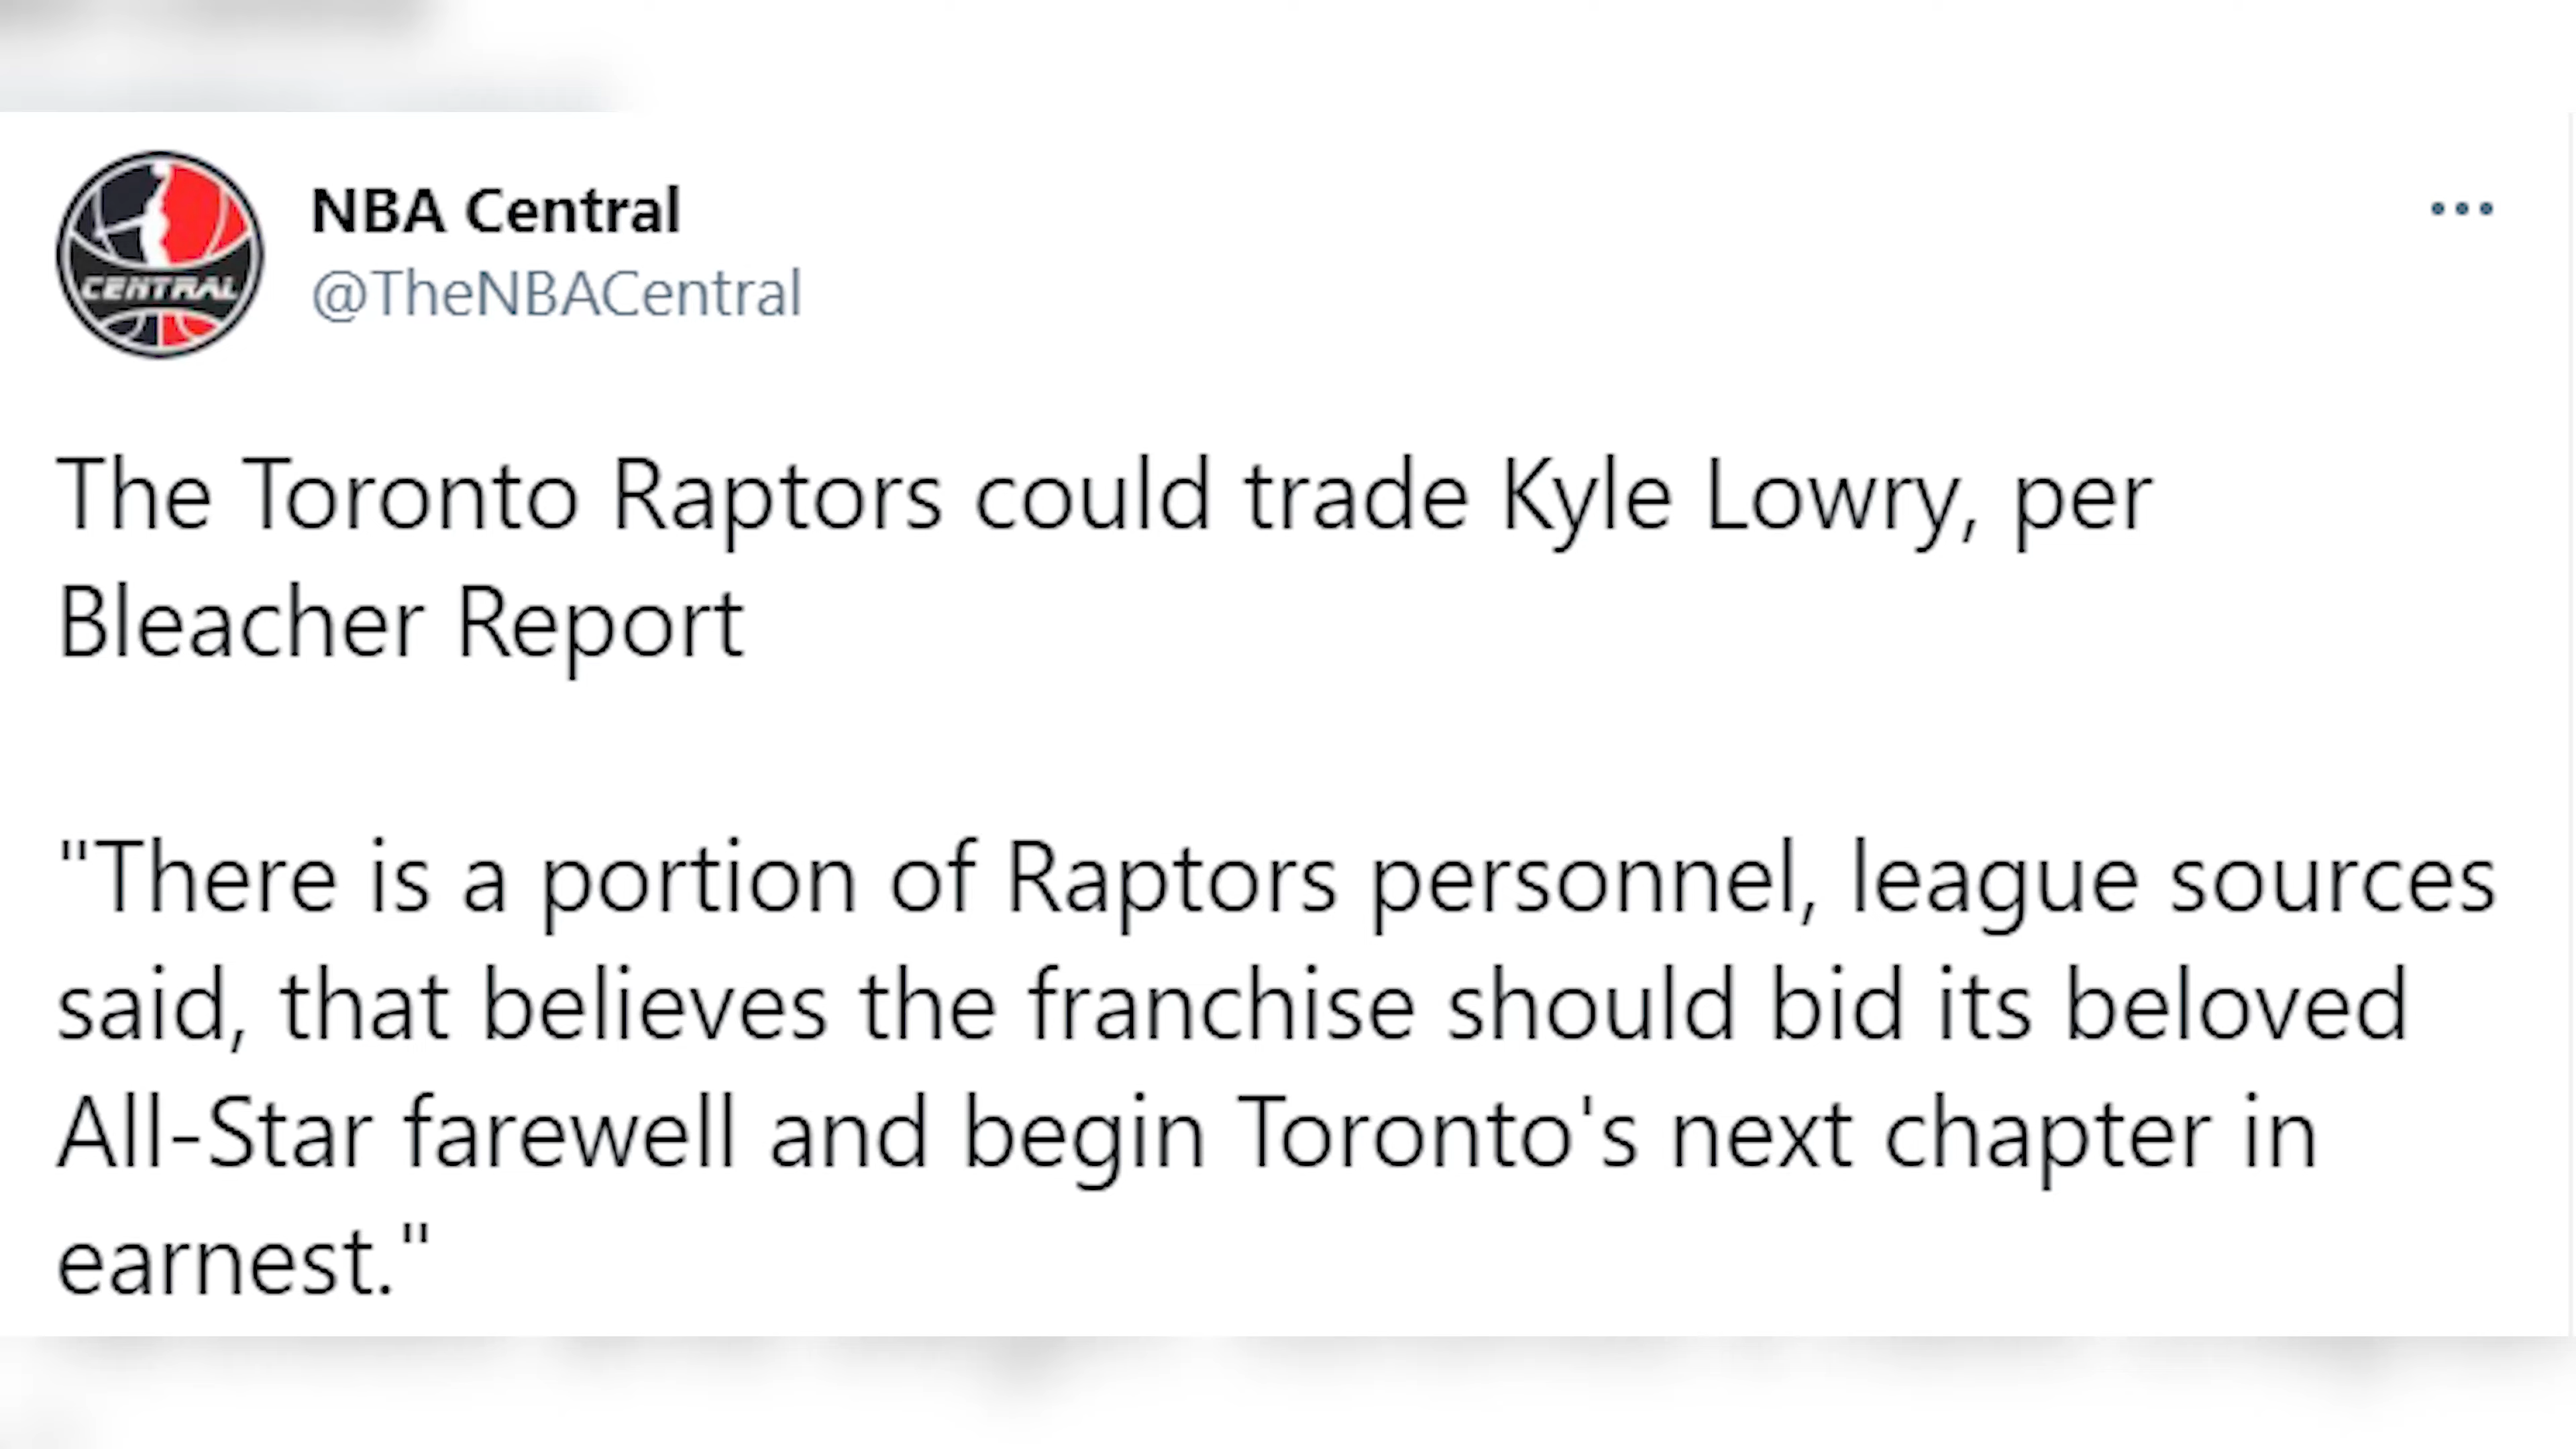 NBA Central
@TheNBACentral
CENTRAL
The Toronto Raptors could trade Kyle Lowry, per
Bleacher Report
"There is a portion of Raptors personnel, league sources
said, that believes the franchise should bid its beloved
All-Star farewell and begin Toronto's next chapter in
earnest."